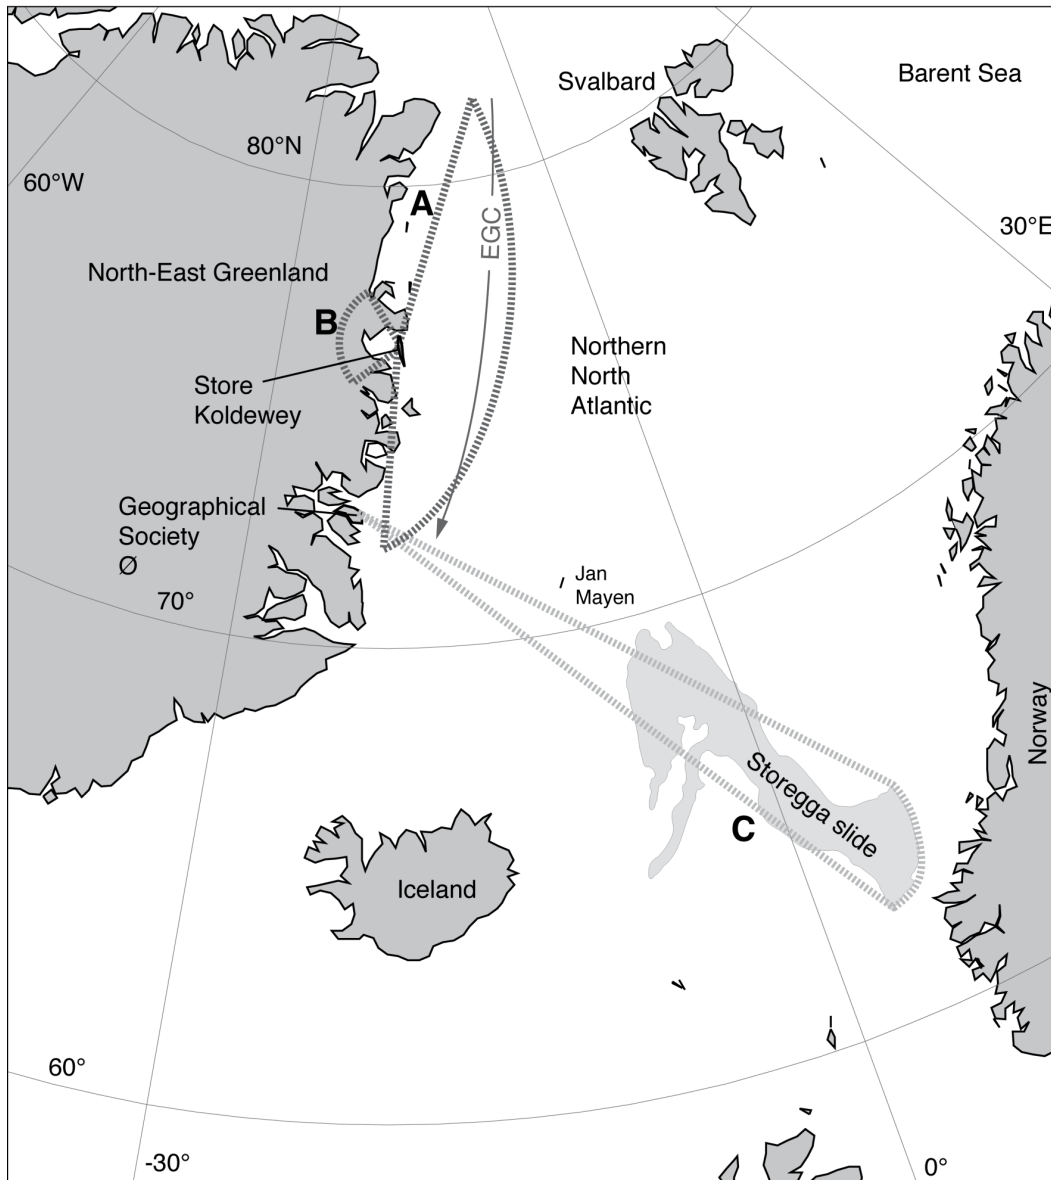 Svalbard
Barent Sea
80°N
60°W
A
30°E
EGC
North-East Greenland
B
Northern
North
Atlantic
Store
Koldewey
Geographical
Society
Ø
Jan
Mayen
70°
Norway
Storegga slide
C
Iceland
60°
-30°
0°